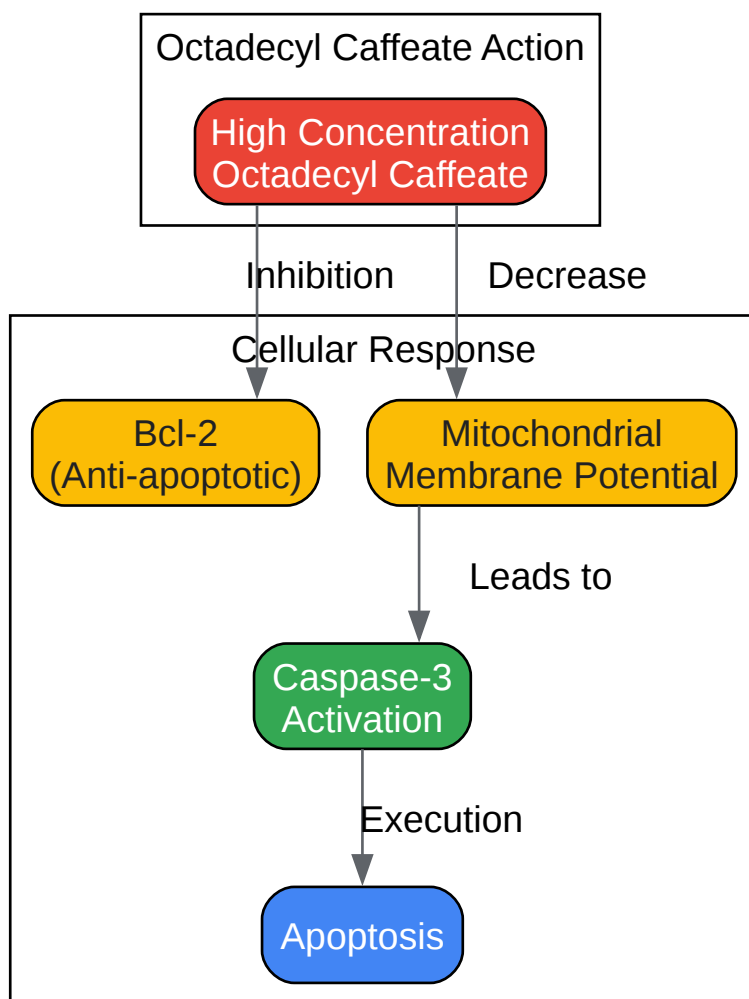 Octadecyl Caffeate Action
High Concentration
Octadecyl Caffeate
Inhibition
Decrease
Cellular Response
Bcl-2
(Anti-apoptotic)
Mitochondrial
Membrane Potential
Leads to
Caspase-3
Activation
Execution
Apoptosis